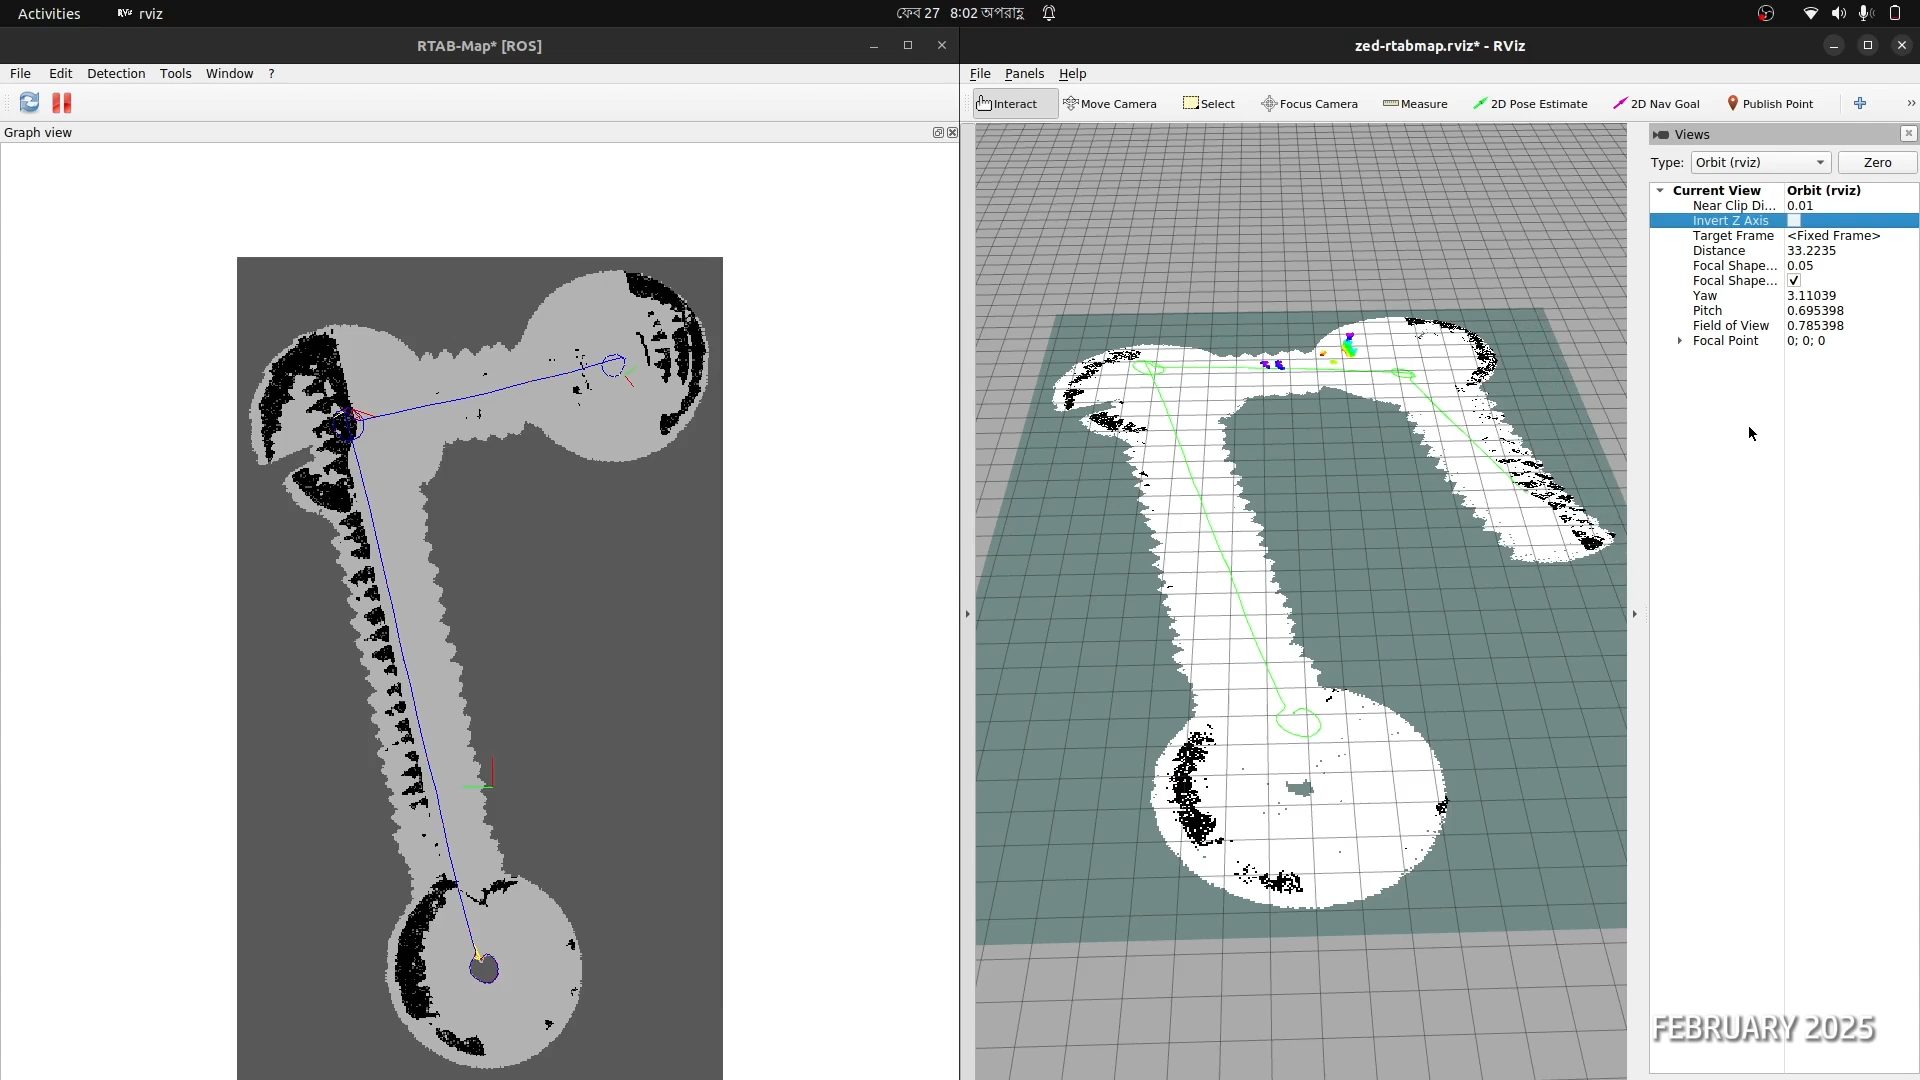 Activities
RViz rviz
ফেব 27 8:02 অপরাহ্ণ
RTAB-Map* [ROS]
File Edit Detection Tools Window ?
Graph view
zed-rtabmap.rviz* - RViz
File Panels Help
Interact Move Camera Select Focus Camera Measure 2D Pose Estimate 2D Nav Goal Publish Point »
Views
Type: Orbit (rviz) Zero
Current View Orbit (rviz)
Near Clip Di... 0.01
Invert Z Axis
Target Frame <Fixed Frame>
Distance 33.2235
Focal Shape... 0.05
Focal Shape... ✓
Yaw 3.11039
Pitch 0.695398
Field of View 0.785398
Focal Point 0; 0; 0
FEBRUARY 2025